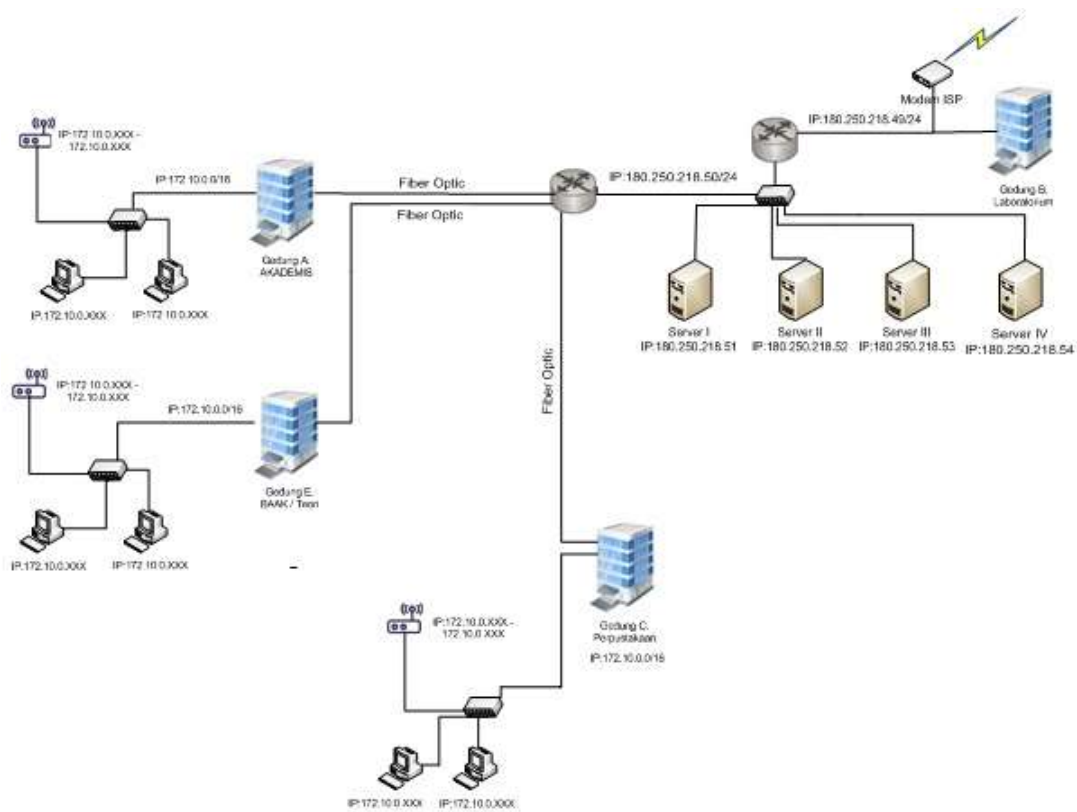 Modem ISP
IP:180.250.218.49/24
Gedung B.
Laboratorium
IP:172 10.0.XXX -
172.10.0.XXX
IP:172 10.0.0/16
Fiber Optic
Fiber Optic
IP:180.250.218.50/24
Gedung A.
AKADEMIS
IP:172.10.0.XXX
IP:172 10.0.XXX
Server I
IP:180.250.218.51
Server II
IP:180.250.218.52
Server III
IP:180.250.218.53
Server IV
IP:180.250.218.54
IP:172 10.0.XXX -
172.10.0.XXX
IP:172.10.0.0/16
Fiber Optic
Gedung E.
BAAK / Teori
IP:172.10.0.XXX
IP:172 10.0.XXX
Gedung C.
Perpustakaan
IP:172.10.0.0/16
IP:172.10.0.XXX -
172.10.0 XXX
IP:172.10.0 XXX
IP:172.10.0.XXX